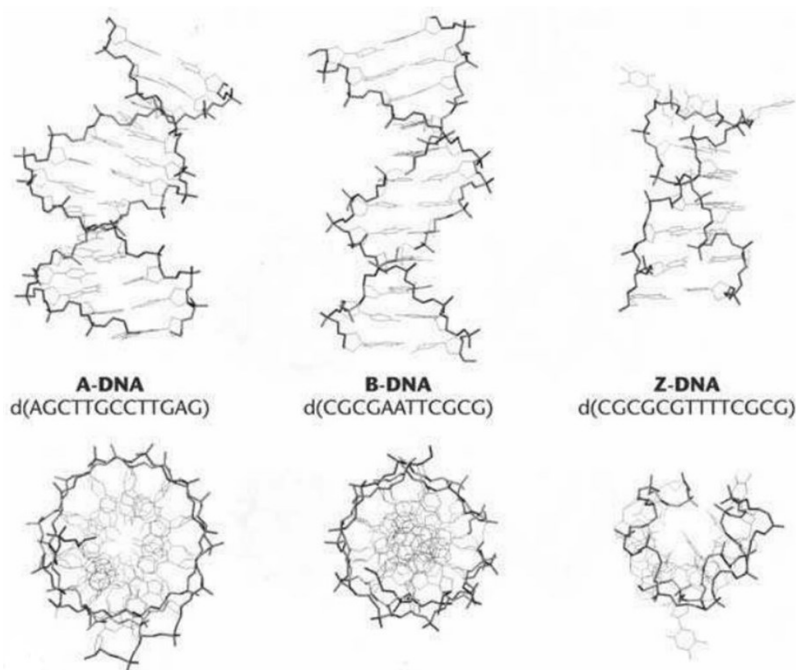 A-DNA
d(AGCTTGCCTTGAG)
B-DNA
d(CGCGAATTCGCG)
Z-DNA
d(CGCGCGTTTTCGCG)